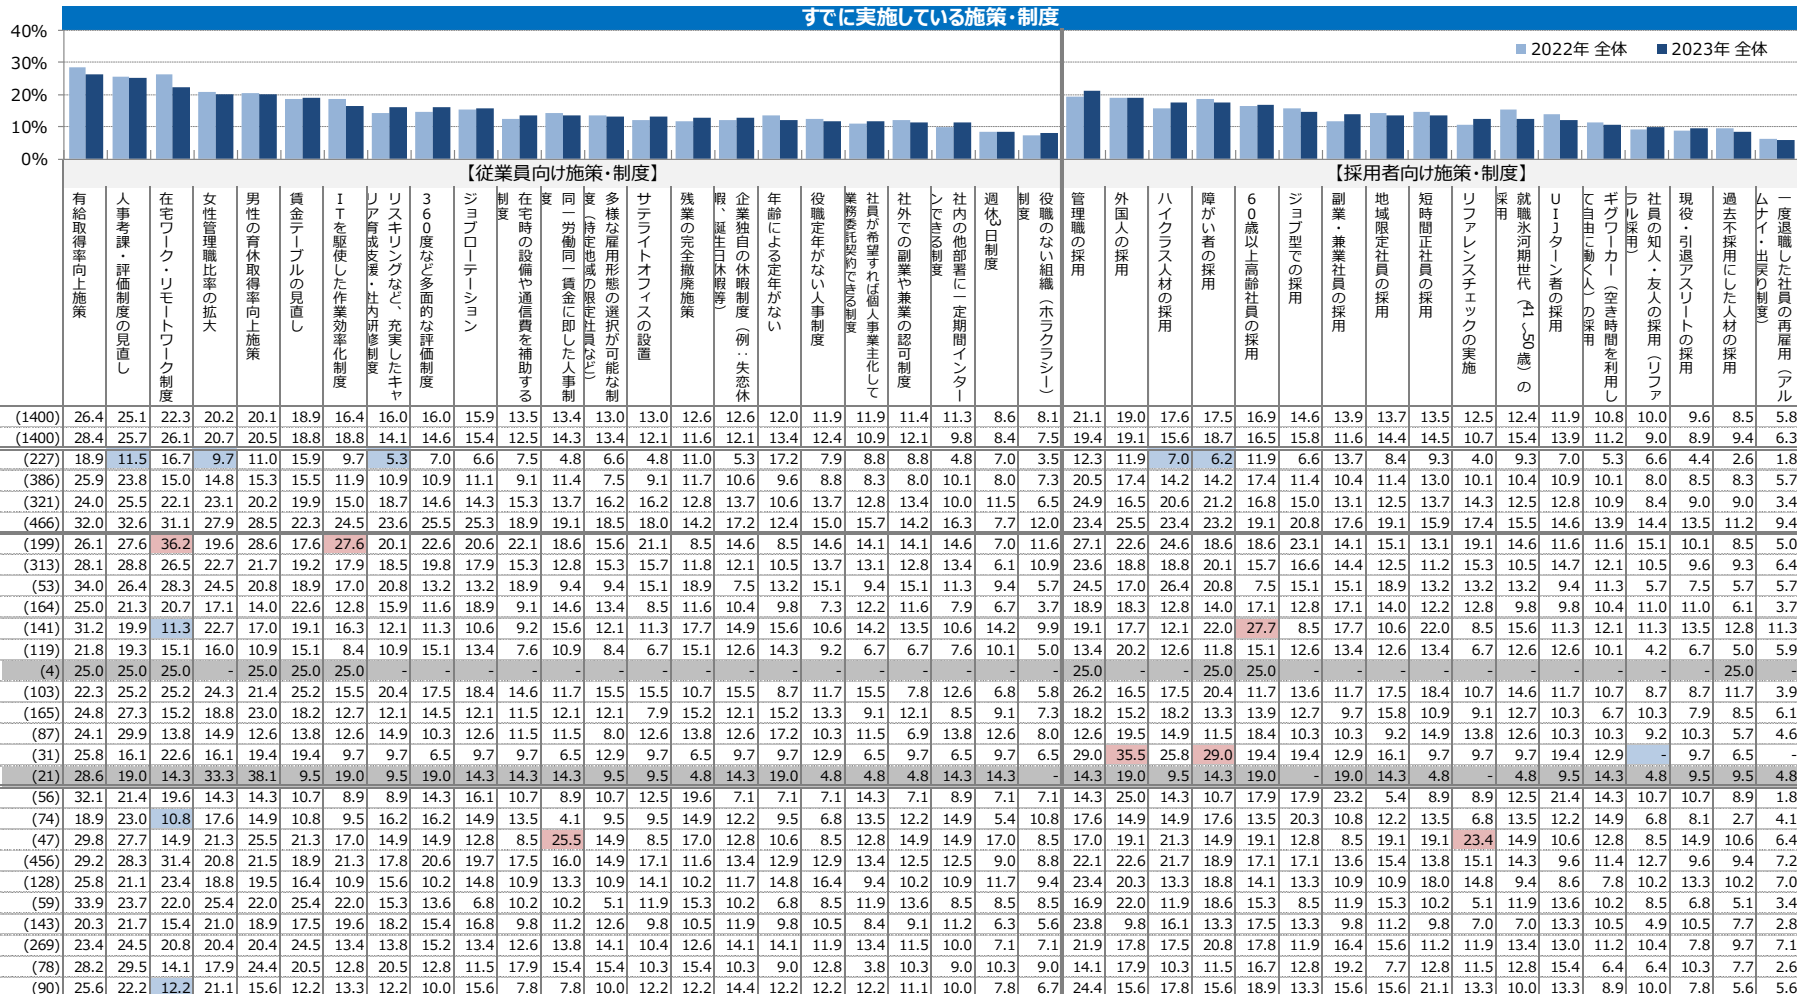 すでに実施している施策・制度
40%
30%
20%
10%
0%
2022年 全体 2023年 全体
【従業員向け施策・制度】 【採用者向け施策・制度】
有給取得率向上施策
人事考課・評価制度の見直し
在宅ワーク・リモートワーク制度
女性管理職比率の拡大
男性の育休取得率向上施策
賃金テーブルの見直し
ITを駆使した作業効率化制度
リスキリングなど、充実したキャ
リア育成支援・社内研修制度
360度など多面的な評価制度
ジョブローテーション
在宅時の設備や通信費を補助する
制度
同一労働同一賃金に即した人事制
度
多様な雇用形態の選択が可能な制
度（特定地域の限定社員など）
サテライトオフィスの設置
残業の完全撤廃施策
企業独自の休暇制度（例：失恋休
暇、誕生日休暇等）
年齢による定年がない
役職定年がない人事制度
社員が希望すれば個人事業主化して
業務委託契約できる制度
社外での副業や兼業の認可制度
社内の他部署に一定期間インター
ンできる制度
週休3日制度
役職のない組織（ホラクラシー）
制度
管理職の採用
外国人の採用
ハイクラス人材の採用
障がい者の採用
60歳以上高齢社員の採用
ジョブ型での採用
副業・兼業社員の採用
地域限定社員の採用
短時間正社員の採用
リファレンスチェックの実施
就職氷河期世代（41～50歳）の
採用
UIJターン者の採用
ギグワーカー（空き時間を利用し
て自由に働く人）の採用
社員の知人・友人の採用（リファ
ラル採用）
現役・引退アスリートの採用
過去不採用にした人材の採用
一度退職した社員の再雇用（アル
ムナイ・出戻り制度）
(1400) 26.4 25.1 22.3 20.2 20.1 18.9 16.4 16.0 16.0 15.9 13.5 13.4 13.0 13.0 12.6 12.6 12.0 11.9 11.9 11.4 11.3 8.6 8.1 21.1 19.0 17.6 17.5 16.9 14.6 13.9 13.7 13.5 12.5 12.4 11.9 10.8 10.0 9.6 8.5 5.8
(1400) 28.4 25.7 26.1 20.7 20.5 18.8 18.8 14.1 14.6 15.4 12.5 14.3 13.4 12.1 11.6 12.1 13.4 12.4 10.9 12.1 9.8 8.4 7.5 19.4 19.1 15.6 18.7 16.5 15.8 11.6 14.4 14.5 10.7 15.4 13.9 11.2 9.0 8.9 9.4 6.3
(227) 18.9 11.5 16.7 9.7 11.0 15.9 9.7 5.3 7.0 6.6 7.5 4.8 6.6 4.8 11.0 5.3 17.2 7.9 8.8 8.8 4.8 7.0 3.5 12.3 11.9 7.0 6.2 11.9 6.6 13.7 8.4 9.3 4.0 9.3 7.0 5.3 6.6 4.4 2.6 1.8
(386) 25.9 23.8 15.0 14.8 15.3 15.5 11.9 10.9 10.9 11.1 9.1 11.4 7.5 9.1 11.7 10.6 9.6 8.8 8.3 8.0 10.1 8.0 7.3 20.5 17.4 14.2 14.2 17.4 11.4 10.4 11.4 13.0 10.1 10.4 10.9 10.1 8.0 8.5 8.3 5.7
(321) 24.0 25.5 22.1 23.1 20.2 19.9 15.0 18.7 14.6 14.3 15.3 13.7 16.2 16.2 12.8 13.7 10.6 13.7 12.8 13.4 10.0 11.5 6.5 24.9 16.5 20.6 21.2 16.8 15.0 13.1 12.5 13.7 14.3 12.5 12.8 10.9 8.4 9.0 9.0 3.4
(466) 32.0 32.6 31.1 27.9 28.5 22.3 24.5 23.6 25.5 25.3 18.9 19.1 18.5 18.0 14.2 17.2 12.4 15.0 15.7 14.2 16.3 7.7 12.0 23.4 25.5 23.4 23.2 19.1 20.8 17.6 19.1 15.9 17.4 15.5 14.6 13.9 14.4 13.5 11.2 9.4
(199) 26.1 27.6 36.2 19.6 28.6 17.6 27.6 20.1 22.6 20.6 22.1 18.6 15.6 21.1 8.5 14.6 8.5 14.6 14.1 14.1 14.6 7.0 11.6 27.1 22.6 24.6 18.6 18.6 23.1 14.1 15.1 13.1 19.1 14.6 11.6 11.6 15.1 10.1 8.5 5.0
(313) 28.1 28.8 26.5 22.7 21.7 19.2 17.9 18.5 19.8 17.9 15.3 12.8 15.3 15.7 11.8 12.1 10.5 13.7 13.1 12.8 13.4 6.1 10.9 23.6 18.8 18.8 20.1 15.7 16.6 14.4 12.5 11.2 15.3 10.5 14.7 12.1 10.5 9.6 9.3 6.4
(53) 34.0 26.4 28.3 24.5 20.8 18.9 17.0 20.8 13.2 13.2 18.9 9.4 9.4 15.1 18.9 7.5 13.2 15.1 9.4 15.1 11.3 9.4 5.7 24.5 17.0 26.4 20.8 7.5 15.1 15.1 18.9 13.2 13.2 13.2 9.4 11.3 5.7 7.5 5.7 5.7
(164) 25.0 21.3 20.7 17.1 14.0 22.6 12.8 15.9 11.6 18.9 9.1 14.6 13.4 8.5 11.6 10.4 9.8 7.3 12.2 11.6 7.9 6.7 3.7 18.9 18.3 12.8 14.0 17.1 12.8 17.1 14.0 12.2 12.8 9.8 9.8 10.4 11.0 11.0 6.1 3.7
(141) 31.2 19.9 11.3 22.7 17.0 19.1 16.3 12.1 11.3 10.6 9.2 15.6 12.1 11.3 17.7 14.9 15.6 10.6 14.2 13.5 10.6 14.2 9.9 19.1 17.7 12.1 22.0 27.7 8.5 17.7 10.6 22.0 8.5 15.6 11.3 12.1 11.3 13.5 12.8 11.3
(119) 21.8 19.3 15.1 16.0 10.9 15.1 8.4 10.9 15.1 13.4 7.6 10.9 8.4 6.7 15.1 12.6 14.3 9.2 6.7 6.7 7.6 10.1 5.0 13.4 20.2 12.6 11.8 15.1 12.6 13.4 12.6 13.4 6.7 12.6 12.6 10.1 4.2 6.7 5.0 5.9
(4) 25.0 25.0 25.0 - 25.0 25.0 25.0 - - - - - - - - - - - - - - - - 25.0 - - 25.0 25.0 - - - - - - - - - - 25.0 -
(103) 22.3 25.2 25.2 24.3 21.4 25.2 15.5 20.4 17.5 18.4 14.6 11.7 15.5 15.5 10.7 15.5 8.7 11.7 15.5 7.8 12.6 6.8 5.8 26.2 16.5 17.5 20.4 11.7 13.6 11.7 17.5 18.4 10.7 14.6 11.7 10.7 8.7 8.7 11.7 3.9
(165) 24.8 27.3 15.2 18.8 23.0 18.2 12.7 12.1 14.5 12.1 11.5 12.1 12.1 7.9 15.2 12.1 15.2 13.3 9.1 12.1 8.5 9.1 7.3 18.2 15.2 18.2 13.3 13.9 12.7 9.7 15.8 10.9 9.1 12.7 10.3 6.7 10.3 7.9 8.5 6.1
(87) 24.1 29.9 13.8 14.9 12.6 13.8 12.6 14.9 10.3 12.6 11.5 11.5 8.0 12.6 13.8 12.6 17.2 10.3 11.5 6.9 13.8 12.6 8.0 12.6 19.5 14.9 11.5 18.4 10.3 10.3 9.2 14.9 13.8 12.6 10.3 10.3 9.2 10.3 5.7 4.6
(31) 25.8 16.1 22.6 16.1 19.4 19.4 9.7 9.7 6.5 9.7 9.7 6.5 12.9 9.7 6.5 9.7 9.7 12.9 6.5 9.7 6.5 9.7 6.5 29.0 35.5 25.8 29.0 19.4 19.4 12.9 16.1 9.7 9.7 9.7 19.4 12.9 - 9.7 6.5 -
(21) 28.6 19.0 14.3 33.3 38.1 9.5 19.0 9.5 19.0 14.3 14.3 14.3 9.5 9.5 4.8 14.3 19.0 4.8 4.8 4.8 14.3 14.3 - 14.3 19.0 9.5 14.3 19.0 - 19.0 14.3 4.8 - 4.8 9.5 14.3 4.8 9.5 9.5 4.8
(56) 32.1 21.4 19.6 14.3 14.3 10.7 8.9 8.9 14.3 16.1 10.7 8.9 10.7 12.5 19.6 7.1 7.1 7.1 14.3 7.1 8.9 7.1 7.1 14.3 25.0 14.3 10.7 17.9 17.9 23.2 5.4 8.9 8.9 12.5 21.4 14.3 10.7 10.7 8.9 1.8
(74) 18.9 23.0 10.8 17.6 14.9 10.8 9.5 16.2 16.2 14.9 13.5 4.1 9.5 9.5 14.9 12.2 9.5 6.8 13.5 12.2 14.9 5.4 10.8 17.6 14.9 14.9 17.6 13.5 20.3 10.8 12.2 13.5 6.8 13.5 12.2 14.9 6.8 8.1 2.7 4.1
(47) 29.8 27.7 14.9 21.3 25.5 21.3 17.0 14.9 14.9 12.8 8.5 25.5 14.9 8.5 17.0 12.8 10.6 8.5 12.8 14.9 14.9 17.0 8.5 17.0 19.1 21.3 14.9 19.1 12.8 8.5 19.1 19.1 23.4 14.9 10.6 12.8 8.5 14.9 10.6 6.4
(456) 29.2 28.3 31.4 20.8 21.5 18.9 21.3 17.8 20.6 19.7 17.5 16.0 14.9 17.1 11.6 13.4 12.9 12.9 13.4 12.5 12.5 9.0 8.8 22.1 22.6 21.7 18.9 17.1 17.1 13.6 15.4 13.8 15.1 14.3 9.6 11.4 12.7 9.6 9.4 7.2
(128) 25.8 21.1 23.4 18.8 19.5 16.4 10.9 15.6 10.2 14.8 10.9 13.3 10.9 14.1 10.2 11.7 14.8 16.4 9.4 10.2 10.9 11.7 9.4 23.4 20.3 13.3 18.8 14.1 13.3 10.9 10.9 18.0 14.8 9.4 8.6 7.8 10.2 13.3 10.2 7.0
(59) 33.9 23.7 22.0 25.4 22.0 25.4 22.0 15.3 13.6 6.8 10.2 10.2 5.1 11.9 15.3 10.2 6.8 8.5 11.9 13.6 8.5 8.5 8.5 16.9 22.0 11.9 18.6 15.3 8.5 11.9 15.3 10.2 5.1 11.9 13.6 10.2 8.5 6.8 5.1 3.4
(143) 20.3 21.7 15.4 21.0 18.9 17.5 19.6 18.2 15.4 16.8 9.8 11.2 12.6 9.8 10.5 11.9 9.8 10.5 8.4 9.1 11.2 6.3 5.6 23.8 9.8 16.1 13.3 17.5 13.3 9.8 11.2 9.8 7.0 7.0 13.3 10.5 4.9 10.5 7.7 2.8
(269) 23.4 24.5 20.8 20.4 20.4 24.5 13.4 13.8 15.2 13.4 12.6 13.8 14.1 10.4 12.6 14.1 14.1 11.9 13.4 11.5 10.0 7.1 7.1 21.9 17.8 17.5 20.8 17.8 11.9 16.4 15.6 11.2 11.9 13.4 13.0 11.2 10.4 7.8 9.7 7.1
(78) 28.2 29.5 14.1 17.9 24.4 20.5 12.8 20.5 12.8 11.5 17.9 15.4 15.4 10.3 15.4 10.3 9.0 12.8 3.8 10.3 9.0 10.3 9.0 14.1 17.9 10.3 11.5 16.7 12.8 19.2 7.7 12.8 11.5 12.8 15.4 6.4 6.4 10.3 7.7 2.6
(90) 25.6 22.2 12.2 21.1 15.6 12.2 13.3 12.2 10.0 15.6 7.8 7.8 10.0 12.2 12.2 14.4 12.2 12.2 12.2 11.1 10.0 7.8 6.7 24.4 15.6 17.8 15.6 18.9 13.3 15.6 15.6 21.1 13.3 10.0 13.3 8.9 10.0 7.8 5.6 5.6